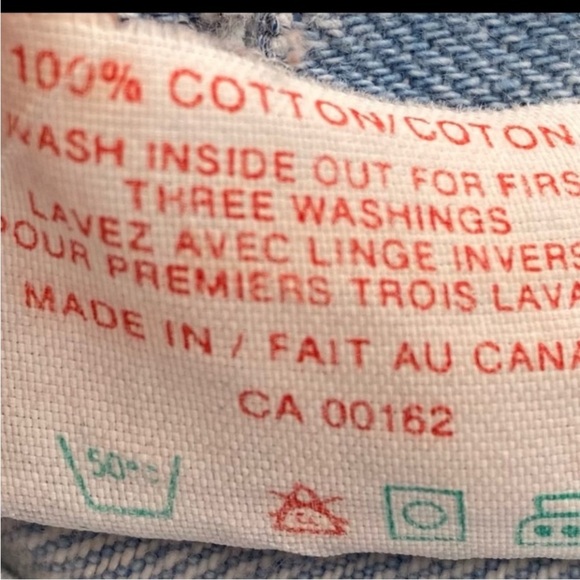 100% COTTON/COTON
WASH INSIDE OUT FOR FIRS
THREE WASHINGS
LAVEZ AVEC LINGE INVERS
POUR PREMIERS TROIS LAVA
MADE IN / FAIT AU CANA
CA 00162
50°C